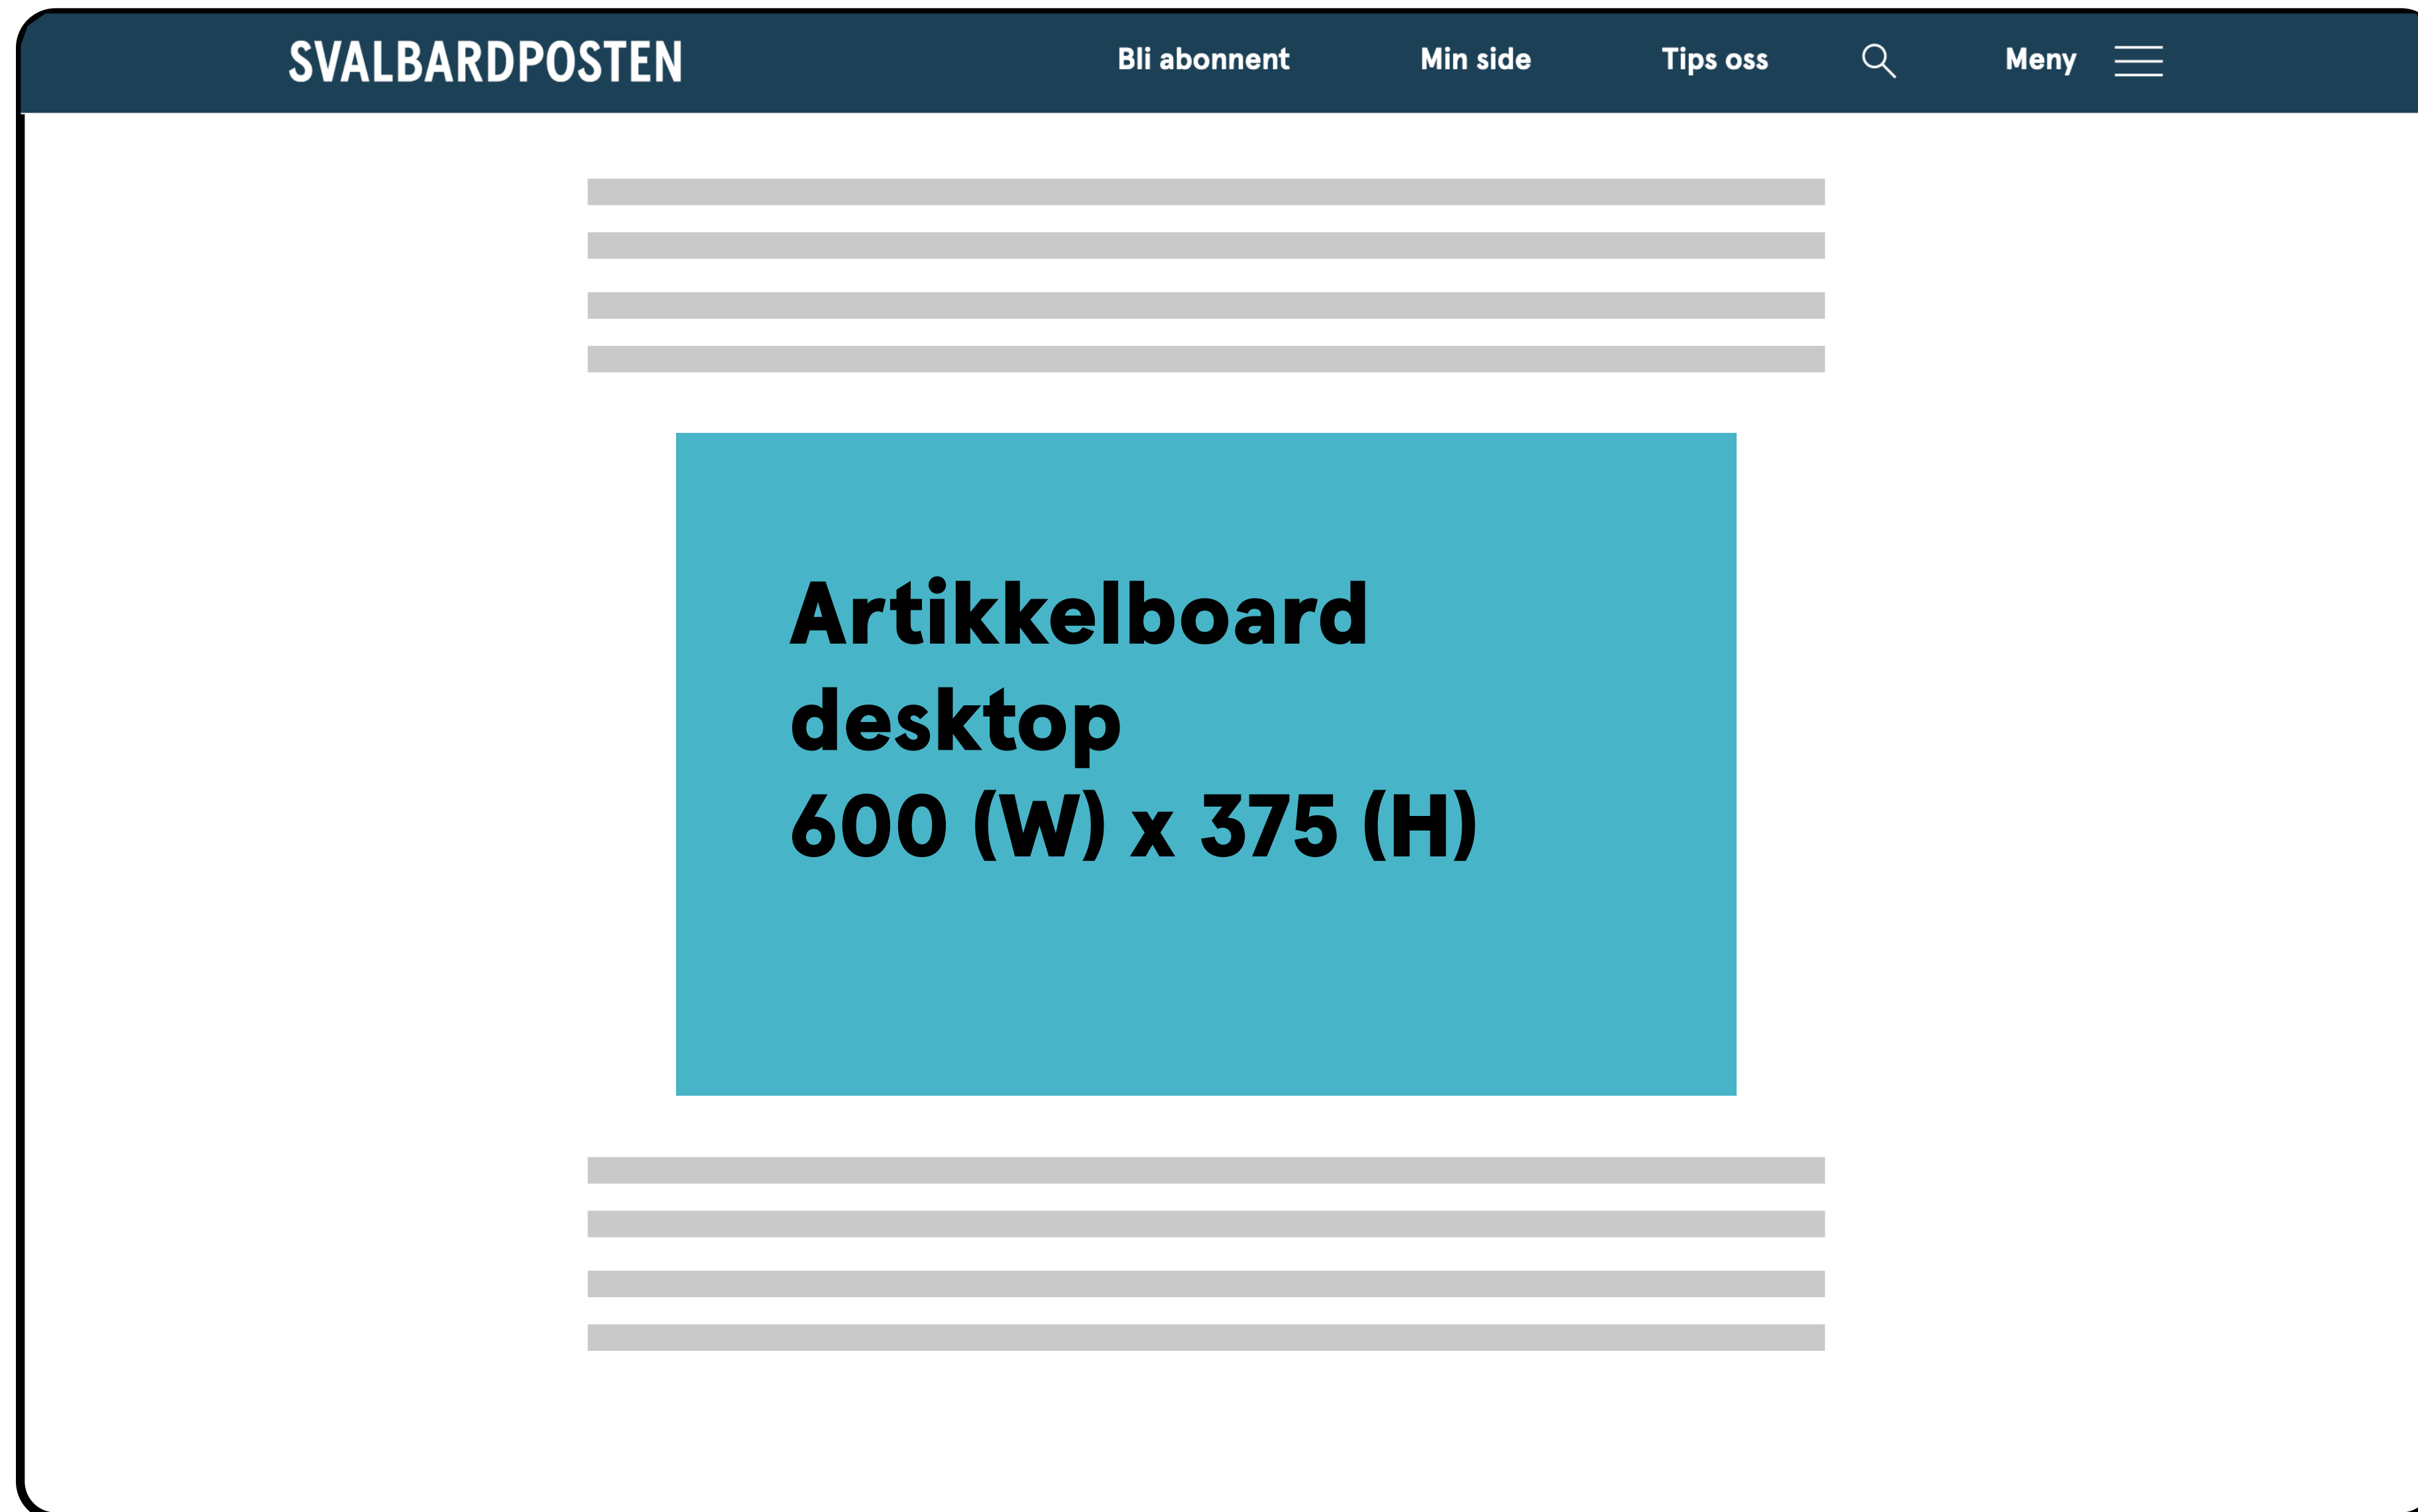 SVALBARDPOSTEN
Bli abonnent
Min side
Tips oss
Meny
Artikkelboard
desktop
600 (W) x 375 (H)